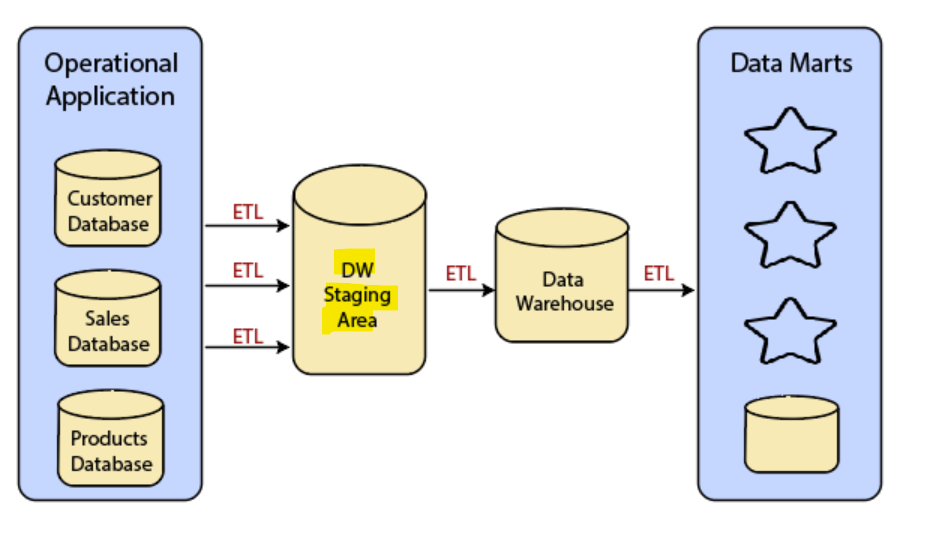 Operational
Application
Customer
Database
Sales
Database
Products
Database
ETL
ETL
ETL
DW
Staging
Area
ETL
Data
Warehouse
ETL
Data Marts